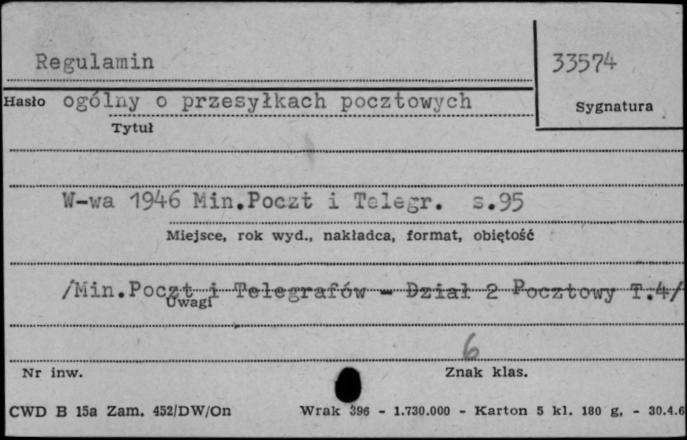 Regulamin
33574
Hasło ogólny o przesyłkach pocztowych
Sygnatura
Tytuł
W-wa 1946 Min.Poczt i Telegr. s.95
Miejsce, rok wyd., nakładca, format, obiętość
/Min.Poczt i Telegrafów - Dział 2 Pocztowy T.4/
Uwagi
6
Nr inw.
Znak klas.
CWD B 15a Zam. 452/DW/On Wrak 396 - 1.730.000 - Karton 5 kl. 180 g, - 30.4.6